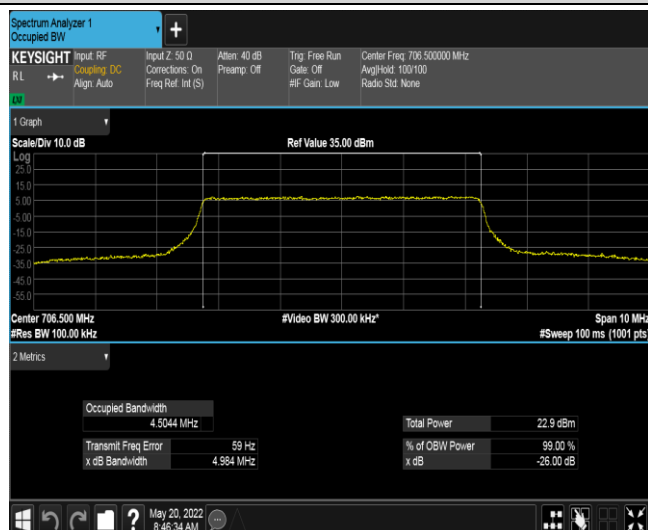 Spectrum Analyzer 1
Occupied BW
+
KEYSIGHT
RL
LXI
Input: RF
Coupling: DC
Align: Auto
Input Z: 50 Ω
Corrections: On
Freq Ref: Int (S)
Atten: 40 dB
Preamp: Off
Trig: Free Run
Gate: Off
#IF Gain: Low
Center Freq: 706.500000 MHz
Avg|Hold: 100/100
Radio Std: None
1 Graph
Scale/Div 10.0 dB
Ref Value 35.00 dBm
Log
25.0
15.0
5.00
-5.00
-15.0
-25.0
-35.0
-45.0
-55.0
Center 706.500 MHz
#Video BW 300.00 kHz*
Span 10 MHz
#Res BW 100.00 kHz
#Sweep 100 ms (1001 pts)
2 Metrics
Occupied Bandwidth
4.5044 MHz
Total Power 22.9 dBm
Transmit Freq Error 59 Hz
% of OBW Power 99.00 %
x dB Bandwidth 4.984 MHz
x dB -26.00 dB
?
May 20, 2022
8:46:34 AM